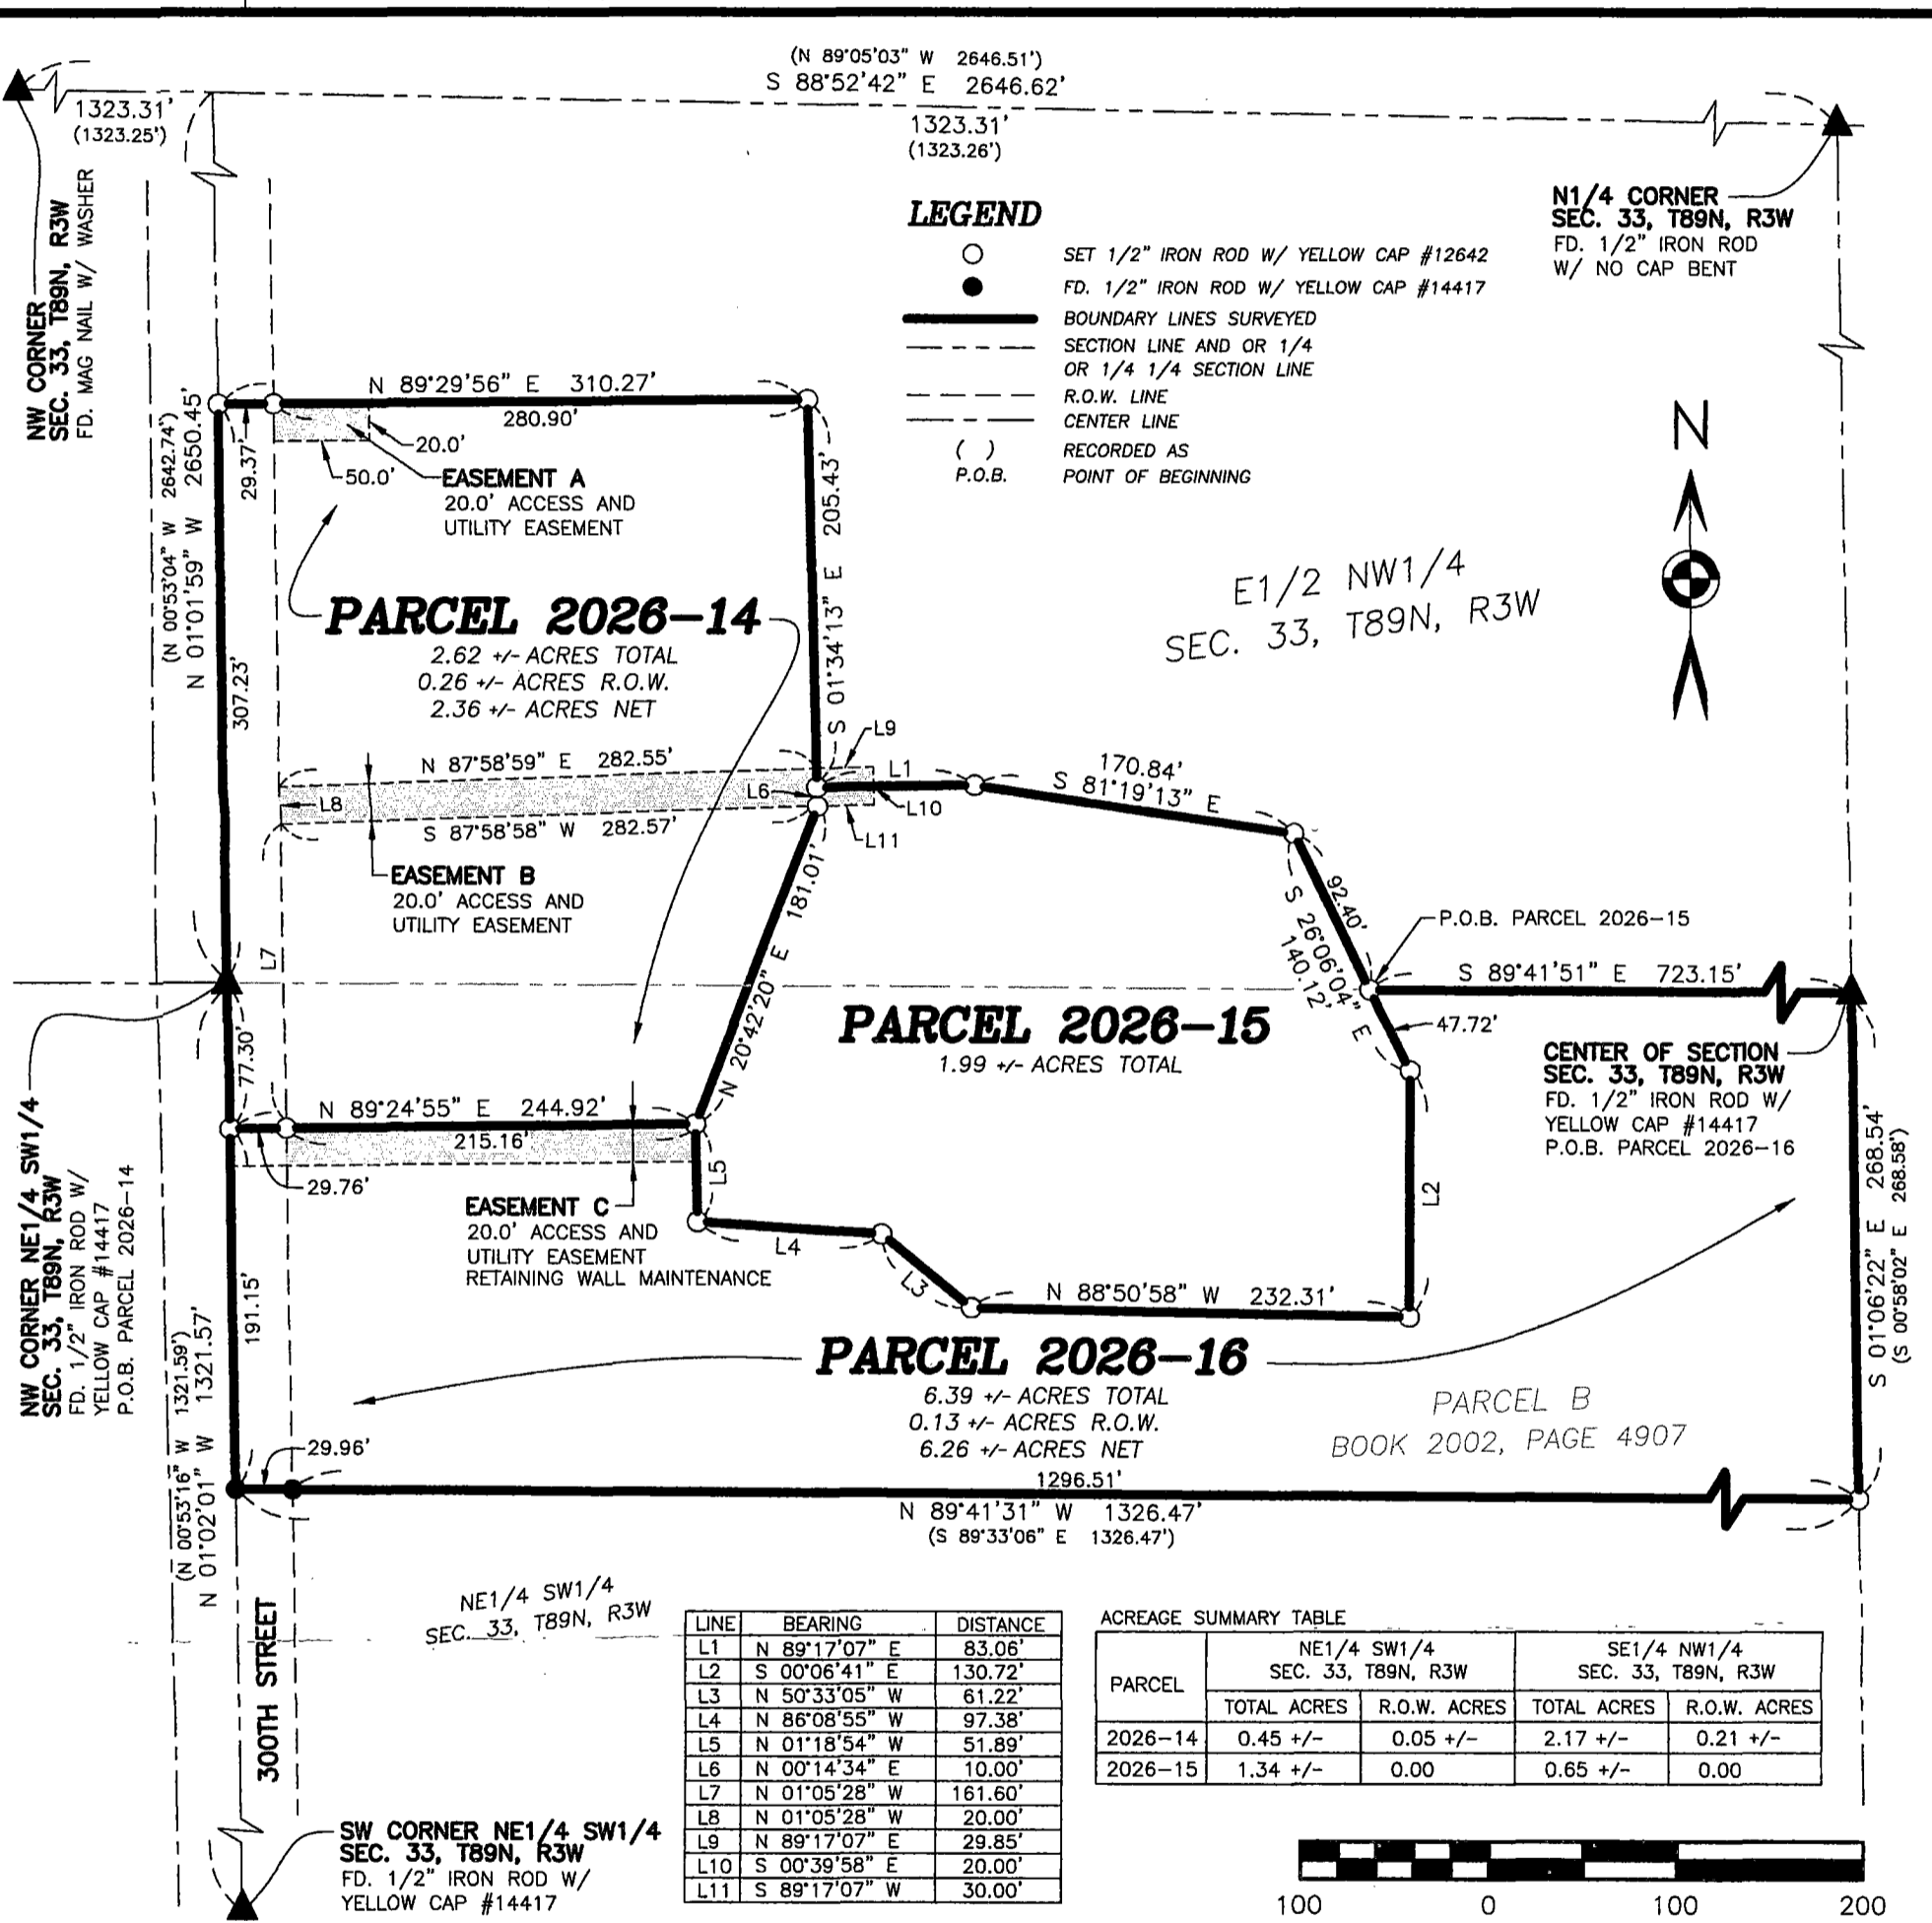 (N 89°05'03" W 2646.51')
S 88°52'42" E 2646.62'
1323.31'
(1323.25')
1323.31'
(1323.26')
NW CORNER
SEC. 33, T89N, R3W
FD. MAG NAIL W/ WASHER
N1/4 CORNER
SEC. 33, T89N, R3W
FD. 1/2" IRON ROD
W/ NO CAP BENT
LEGEND
SET 1/2" IRON ROD W/ YELLOW CAP #12642
FD. 1/2" IRON ROD W/ YELLOW CAP #14417
BOUNDARY LINES SURVEYED
SECTION LINE AND OR 1/4
OR 1/4 1/4 SECTION LINE
R.O.W. LINE
CENTER LINE
( ) RECORDED AS
P.O.B. POINT OF BEGINNING
N
(N 00°53'04" W 2642.74')
N 01°01'59" W 2650.45'
N 89°29'56" E 310.27'
280.90'
29.37'
20.0'
50.0'
EASEMENT A
20.0' ACCESS AND
UTILITY EASEMENT
S 01°34'13" E 205.43'
E1/2 NW1/4
SEC. 33, T89N, R3W
PARCEL 2026-14
2.62 +/- ACRES TOTAL
0.26 +/- ACRES R.O.W.
2.36 +/- ACRES NET
307.23'
N 87°58'59" E 282.55'
L9
L1
L6
L10
L8
S 87°58'58" W 282.57'
L11
170.84'
S 81°19'13" E
EASEMENT B
20.0' ACCESS AND
UTILITY EASEMENT
N 20°42'20" E 181.01'
92.40'
S 26°06'04" E
140.12'
P.O.B. PARCEL 2026-15
S 89°41'51" E 723.15'
L7
47.72'
PARCEL 2026-15
1.99 +/- ACRES TOTAL
CENTER OF SECTION
SEC. 33, T89N, R3W
FD. 1/2" IRON ROD W/
YELLOW CAP #14417
P.O.B. PARCEL 2026-16
77.30'
N 89°24'55" E 244.92'
215.16'
29.76'
L5
L2
EASEMENT C
20.0' ACCESS AND
UTILITY EASEMENT
RETAINING WALL MAINTENANCE
L4
L3
N 88°50'58" W 232.31'
NW CORNER NE1/4 SW1/4
SEC. 33, T89N, R3W
FD. 1/2" IRON ROD W/
YELLOW CAP #14417
P.O.B. PARCEL 2026-14
S 01°06'22" E 268.54'
(S 00°58'02" E 268.58')
191.15'
(N 00°53'16" W 1321.59')
N 01°02'01" W 1321.57'
PARCEL 2026-16
6.39 +/- ACRES TOTAL
0.13 +/- ACRES R.O.W.
6.26 +/- ACRES NET
PARCEL B
BOOK 2002, PAGE 4907
29.96'
1296.51'
N 89°41'31" W 1326.47'
(S 89°33'06" E 1326.47')
NE1/4 SW1/4
SEC. 33, T89N, R3W
300TH STREET
SW CORNER NE1/4 SW1/4
SEC. 33, T89N, R3W
FD. 1/2" IRON ROD W/
YELLOW CAP #14417
LINE BEARING DISTANCE
L1 N 89°17'07" E 83.06'
L2 S 00°06'41" E 130.72'
L3 N 50°33'05" W 61.22'
L4 N 86°08'55" W 97.38'
L5 N 01°18'54" W 51.89'
L6 N 00°14'34" E 10.00'
L7 N 01°05'28" W 161.60'
L8 N 01°05'28" W 20.00'
L9 N 89°17'07" E 29.85'
L10 S 00°39'58" E 20.00'
L11 S 89°17'07" W 30.00'
ACREAGE SUMMARY TABLE
PARCEL
NE1/4 SW1/4
SEC. 33, T89N, R3W
SE1/4 NW1/4
SEC. 33, T89N, R3W
TOTAL ACRES R.O.W. ACRES TOTAL ACRES R.O.W. ACRES
2026-14 0.45 +/- 0.05 +/- 2.17 +/- 0.21 +/-
2026-15 1.34 +/- 0.00 0.65 +/- 0.00
100 0 100 200